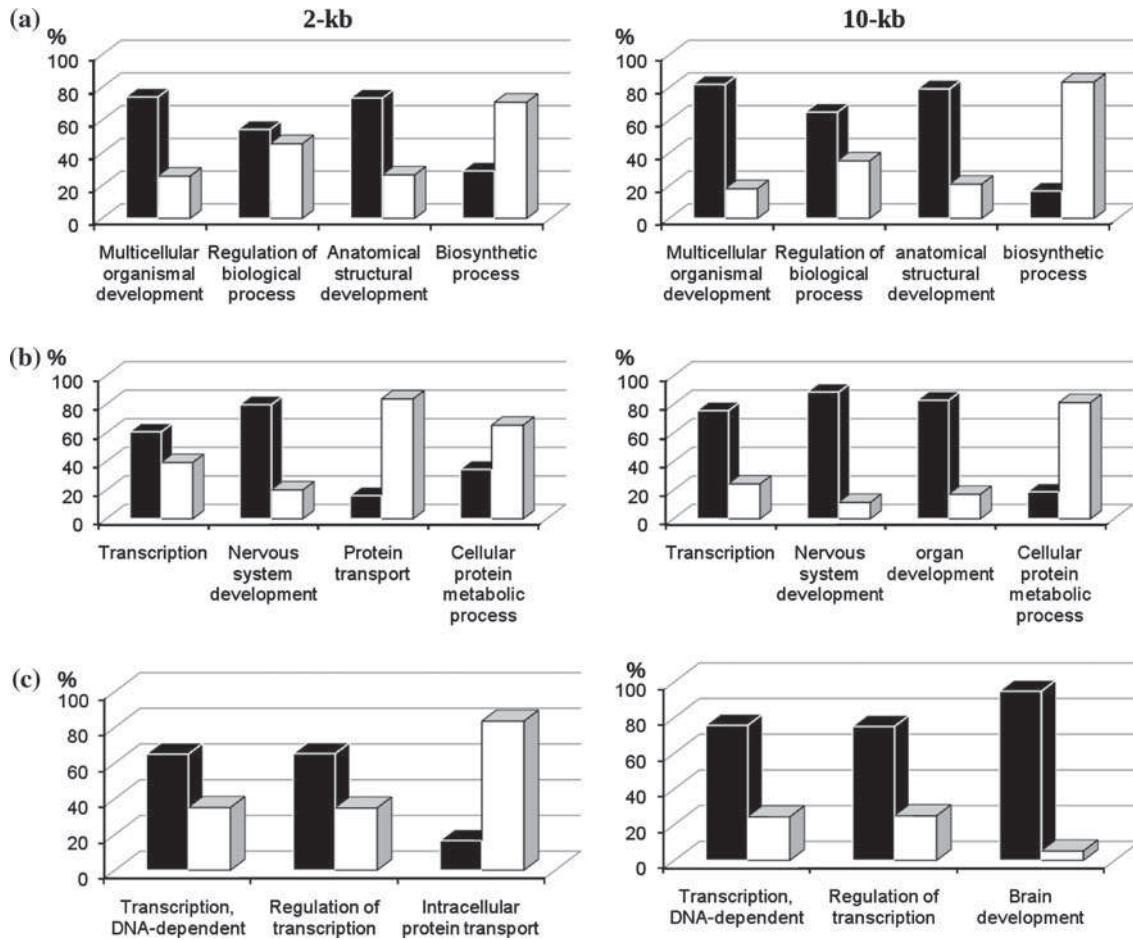 (a)
2-kb
10-kb
%
100
80
60
40
20
0
Multicellular organismal development
Regulation of biological process
Anatomical structural development
Biosynthetic process
%
100
80
60
40
20
0
Multicellular organismal development
Regulation of biological process
anatomical structural development
biosynthetic process
(b)
%
100
80
60
40
20
0
Transcription
Nervous system development
Protein transport
Cellular protein metabolic process
%
100
80
60
40
20
0
Transcription
Nervous system development
organ development
Cellular protein metabolic process
(c)
%
100
80
60
40
20
0
Transcription, DNA-dependent
Regulation of transcription
Intracellular protein transport
%
100
80
60
40
20
0
Transcription, DNA-dependent
Regulation of transcription
Brain development